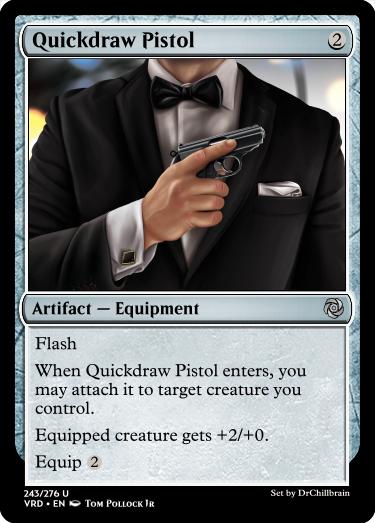 Quickdraw Pistol 2
Artifact — Equipment
Flash
When Quickdraw Pistol enters, you
may attach it to target creature you
control.
Equipped creature gets +2/+0.
Equip 2
243/276 U
VRD • EN Tom Pollock Jr
Set by DrChillbrain